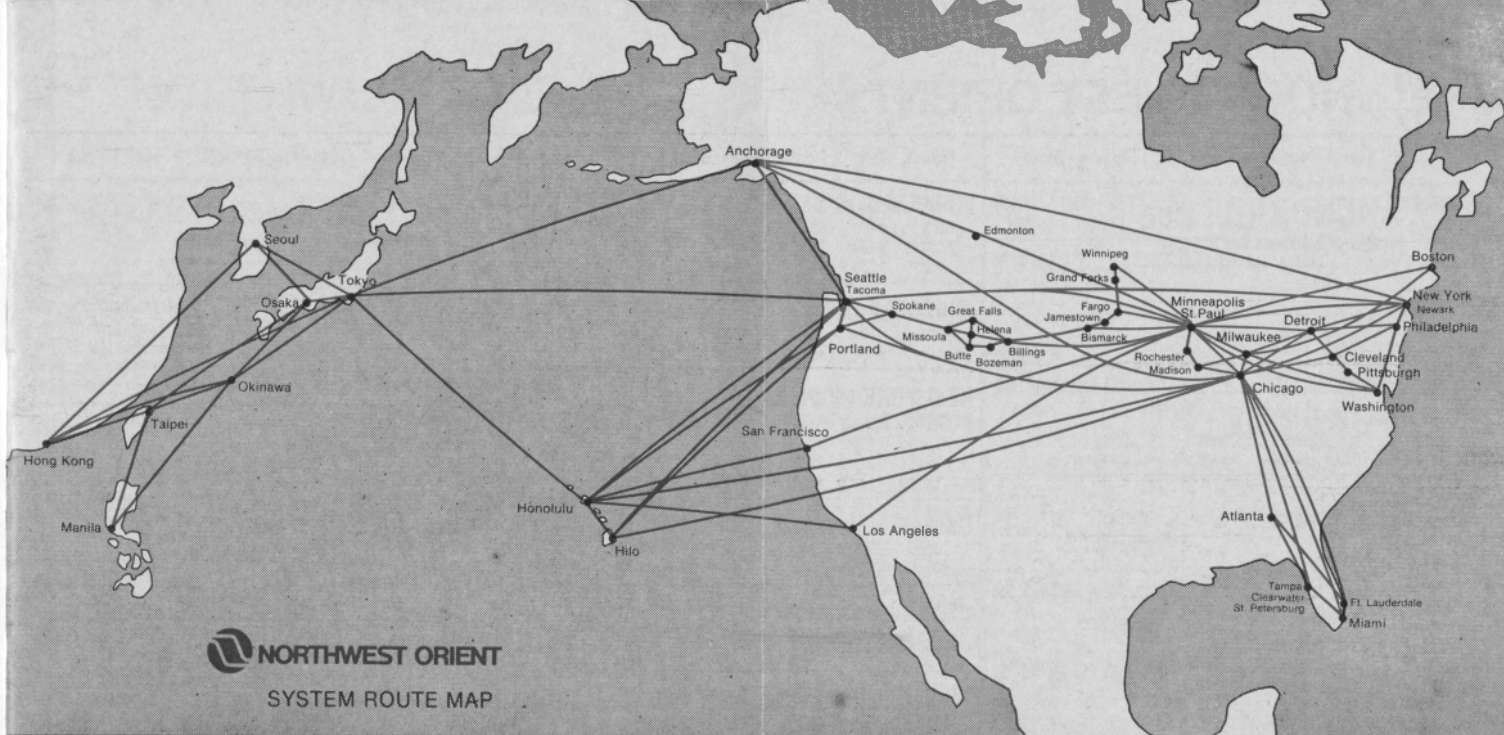 Anchorage
Edmonton
Winnipeg
Grand Forks
Boston
Seoul
Tokyo
Osaka
Seattle
Tacoma
Spokane
Great Falls
Fargo
Jamestown
Bismarck
Minneapolis
St. Paul
Detroit
New York
Newark
Philadelphia
Missoula
Helena
Milwaukee
Portland
Butte
Bozeman
Billings
Rochester
Madison
Cleveland
Pittsburgh
Chicago
Washington
Okinawa
Taipei
Hong Kong
San Francisco
Honolulu
Manila
Hilo
Los Angeles
Atlanta
Tampa
Clearwater
St. Petersburg
Ft. Lauderdale
Miami
NORTHWEST ORIENT
SYSTEM ROUTE MAP